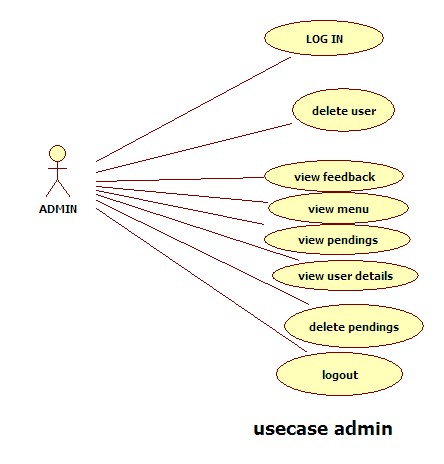 LOG IN
delete user
view feedback
ADMIN
view menu
view pendings
view user details
delete pendings
logout
usecase admin